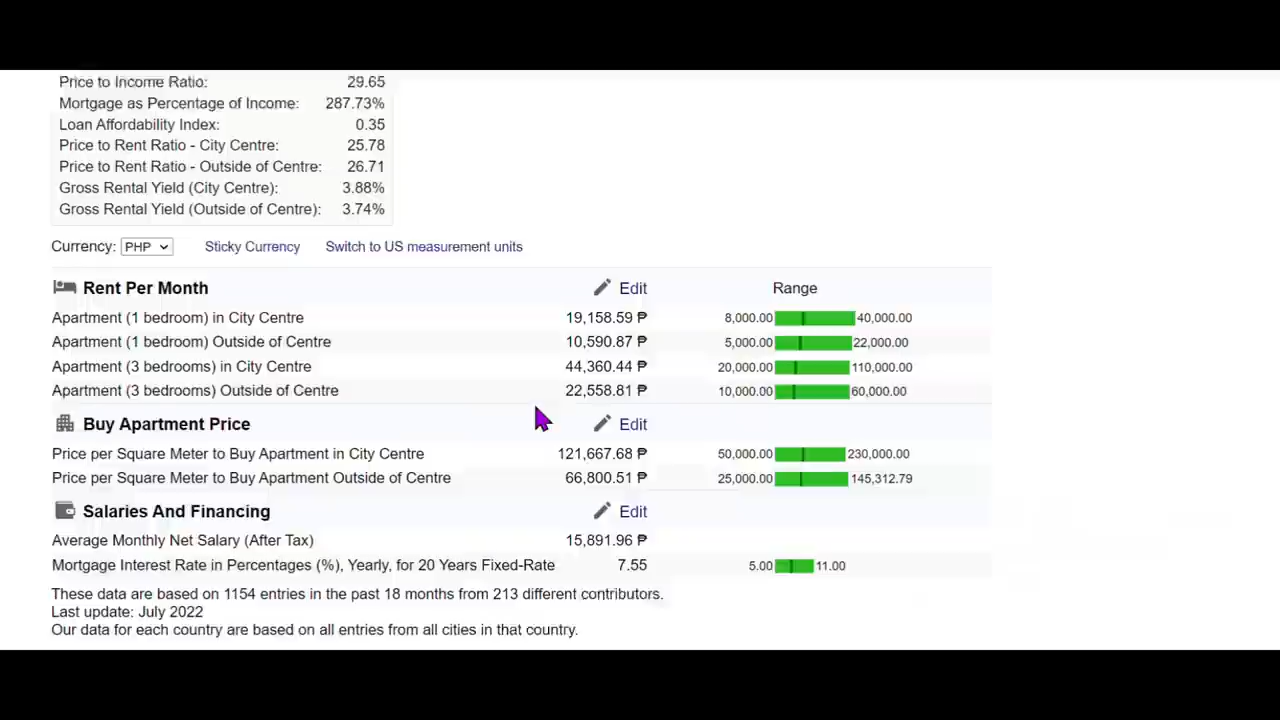 Price to Income Ratio: 29.65
Mortgage as Percentage of Income: 287.73%
Loan Affordability Index: 0.35
Price to Rent Ratio - City Centre: 25.78
Price to Rent Ratio - Outside of Centre: 26.71
Gross Rental Yield (City Centre): 3.88%
Gross Rental Yield (Outside of Centre): 3.74%
Currency: PHP Sticky Currency Switch to US measurement units
Rent Per Month Edit Range
Apartment (1 bedroom) in City Centre 19,158.59 ₱ 8,000.00 40,000.00
Apartment (1 bedroom) Outside of Centre 10,590.87 ₱ 5,000.00 22,000.00
Apartment (3 bedrooms) in City Centre 44,360.44 ₱ 20,000.00 110,000.00
Apartment (3 bedrooms) Outside of Centre 22,558.81 ₱ 10,000.00 60,000.00
Buy Apartment Price Edit
Price per Square Meter to Buy Apartment in City Centre 121,667.68 ₱ 50,000.00 230,000.00
Price per Square Meter to Buy Apartment Outside of Centre 66,800.51 ₱ 25,000.00 145,312.79
Salaries And Financing Edit
Average Monthly Net Salary (After Tax) 15,891.96 ₱
Mortgage Interest Rate in Percentages (%), Yearly, for 20 Years Fixed-Rate 7.55 5.00 11.00
These data are based on 1154 entries in the past 18 months from 213 different contributors.
Last update: July 2022
Our data for each country are based on all entries from all cities in that country.